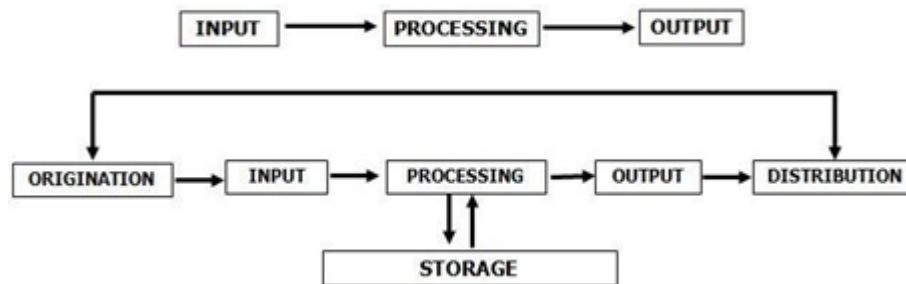 INPUT PROCESSING OUTPUT
ORIGINATION INPUT PROCESSING OUTPUT DISTRIBUTION
STORAGE